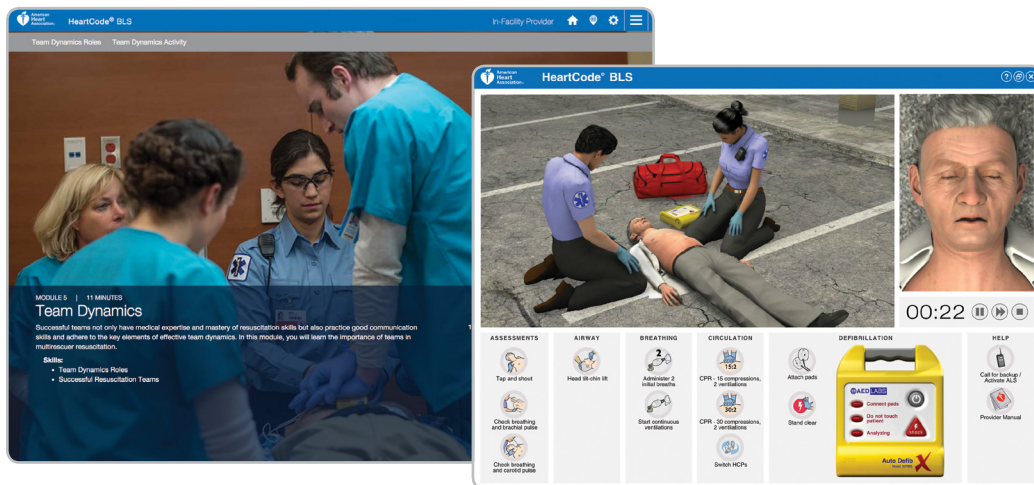 American
Heart
Association.
HeartCode® BLS
In-Facility Provider
Team Dynamics Roles Team Dynamics Activity
MODULE 5 | 11 MINUTES
Team Dynamics
Successful teams not only have medical expertise and mastery of resuscitation skills but also practice good communication
skills and adhere to the key elements of effective team dynamics. In this module, you will learn the importance of teams in
multirescuer resuscitation.
Skills:
• Team Dynamics Roles
• Successful Resuscitation Teams
1
American
Heart
Association.
HeartCode® BLS
00:22
ASSESSMENTS
Tap and shout
Check breathing
and brachial pulse
Check breathing
and carotid pulse
AIRWAY
Head tilt-chin lift
BREATHING
2
Administer 2
initial breaths
Start continuous
ventilations
CIRCULATION
15:2
CPR - 15 compressions,
2 ventilations
30:2
CPR - 30 compressions,
2 ventilations
Switch HCPs
DEFIBRILLATION
Attach pads
Stand clear
AED LABS
Connect pads
Do not touch
patient
Analyzing
shock
Auto Defib X
HELP
Call for backup /
Activate ALS
Provider Manual